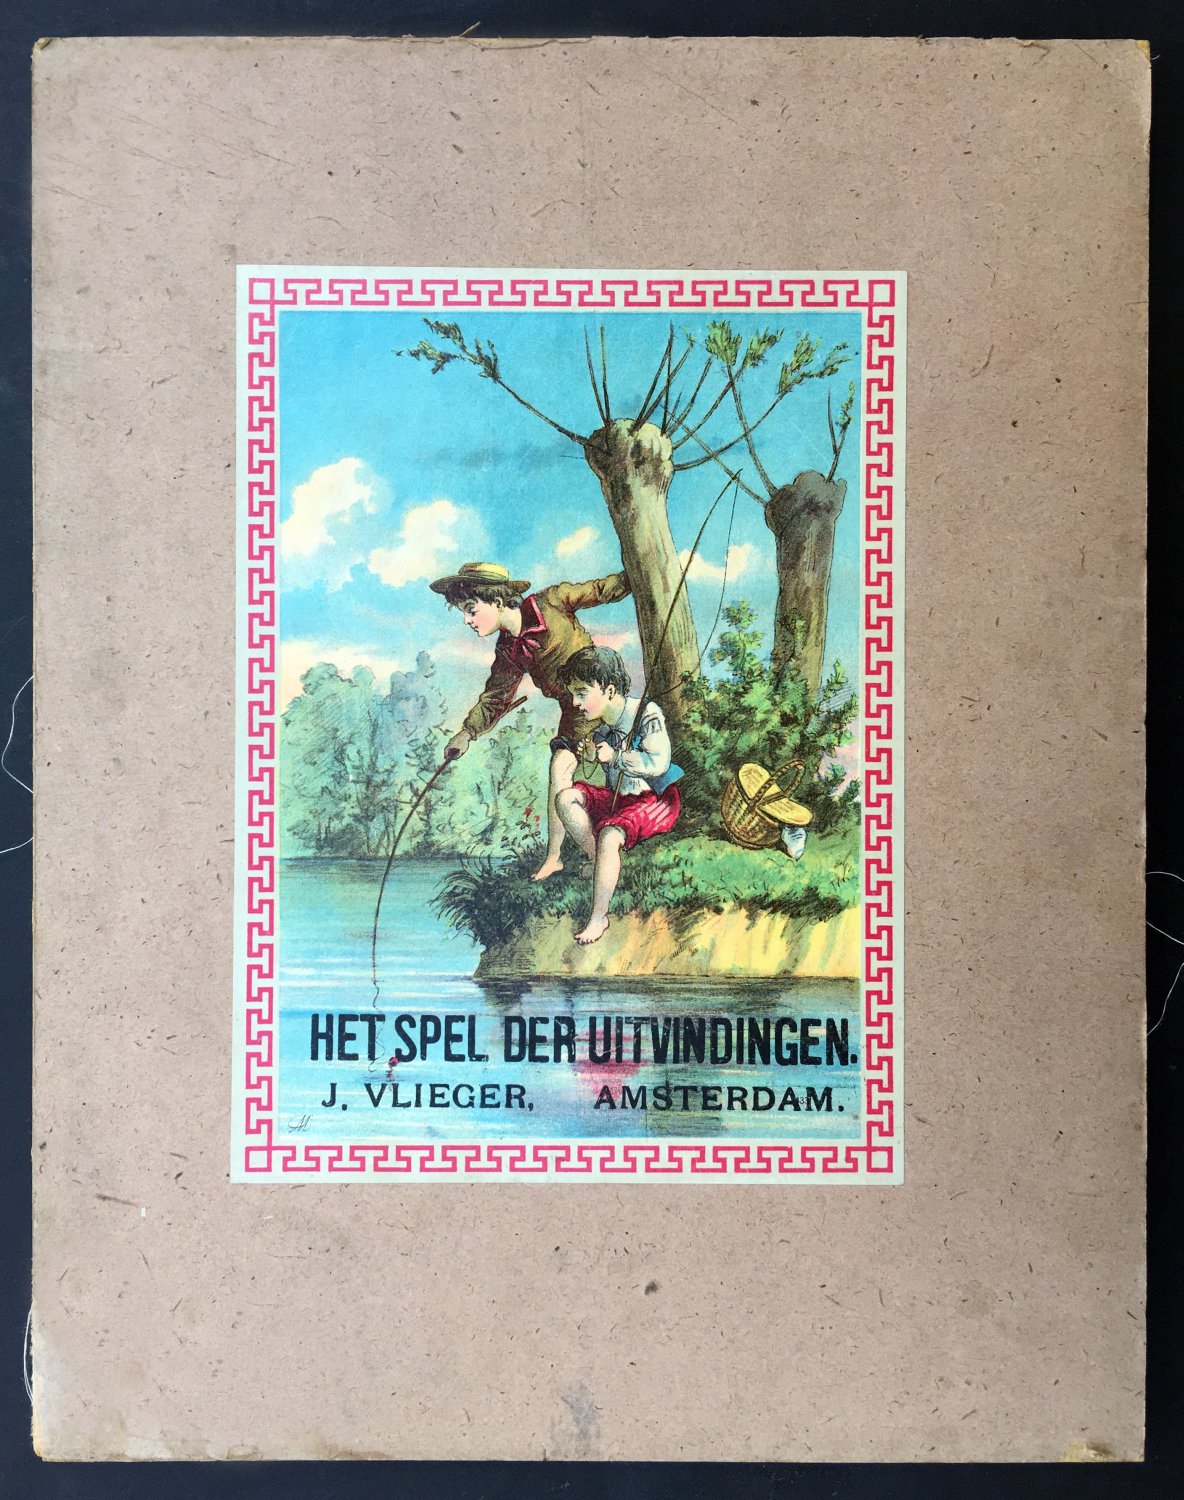 HET SPEL DER UITVINDINGEN.
J. VLIEGER, AMSTERDAM.